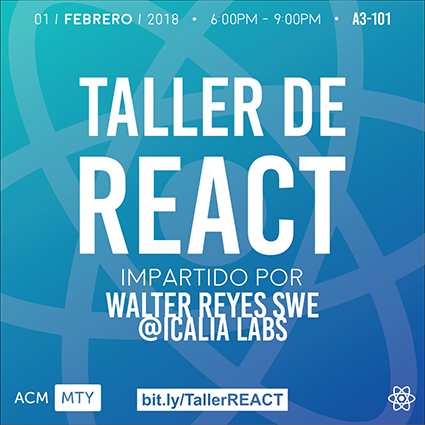 01 / FEBRERO / 2018 • 6:00PM - 9:00PM • A3-101
TALLER DE
REACT
IMPARTIDO POR
WALTER REYES SWE
@ICALIA LABS
ACM MTY bit.ly/TallerREACT